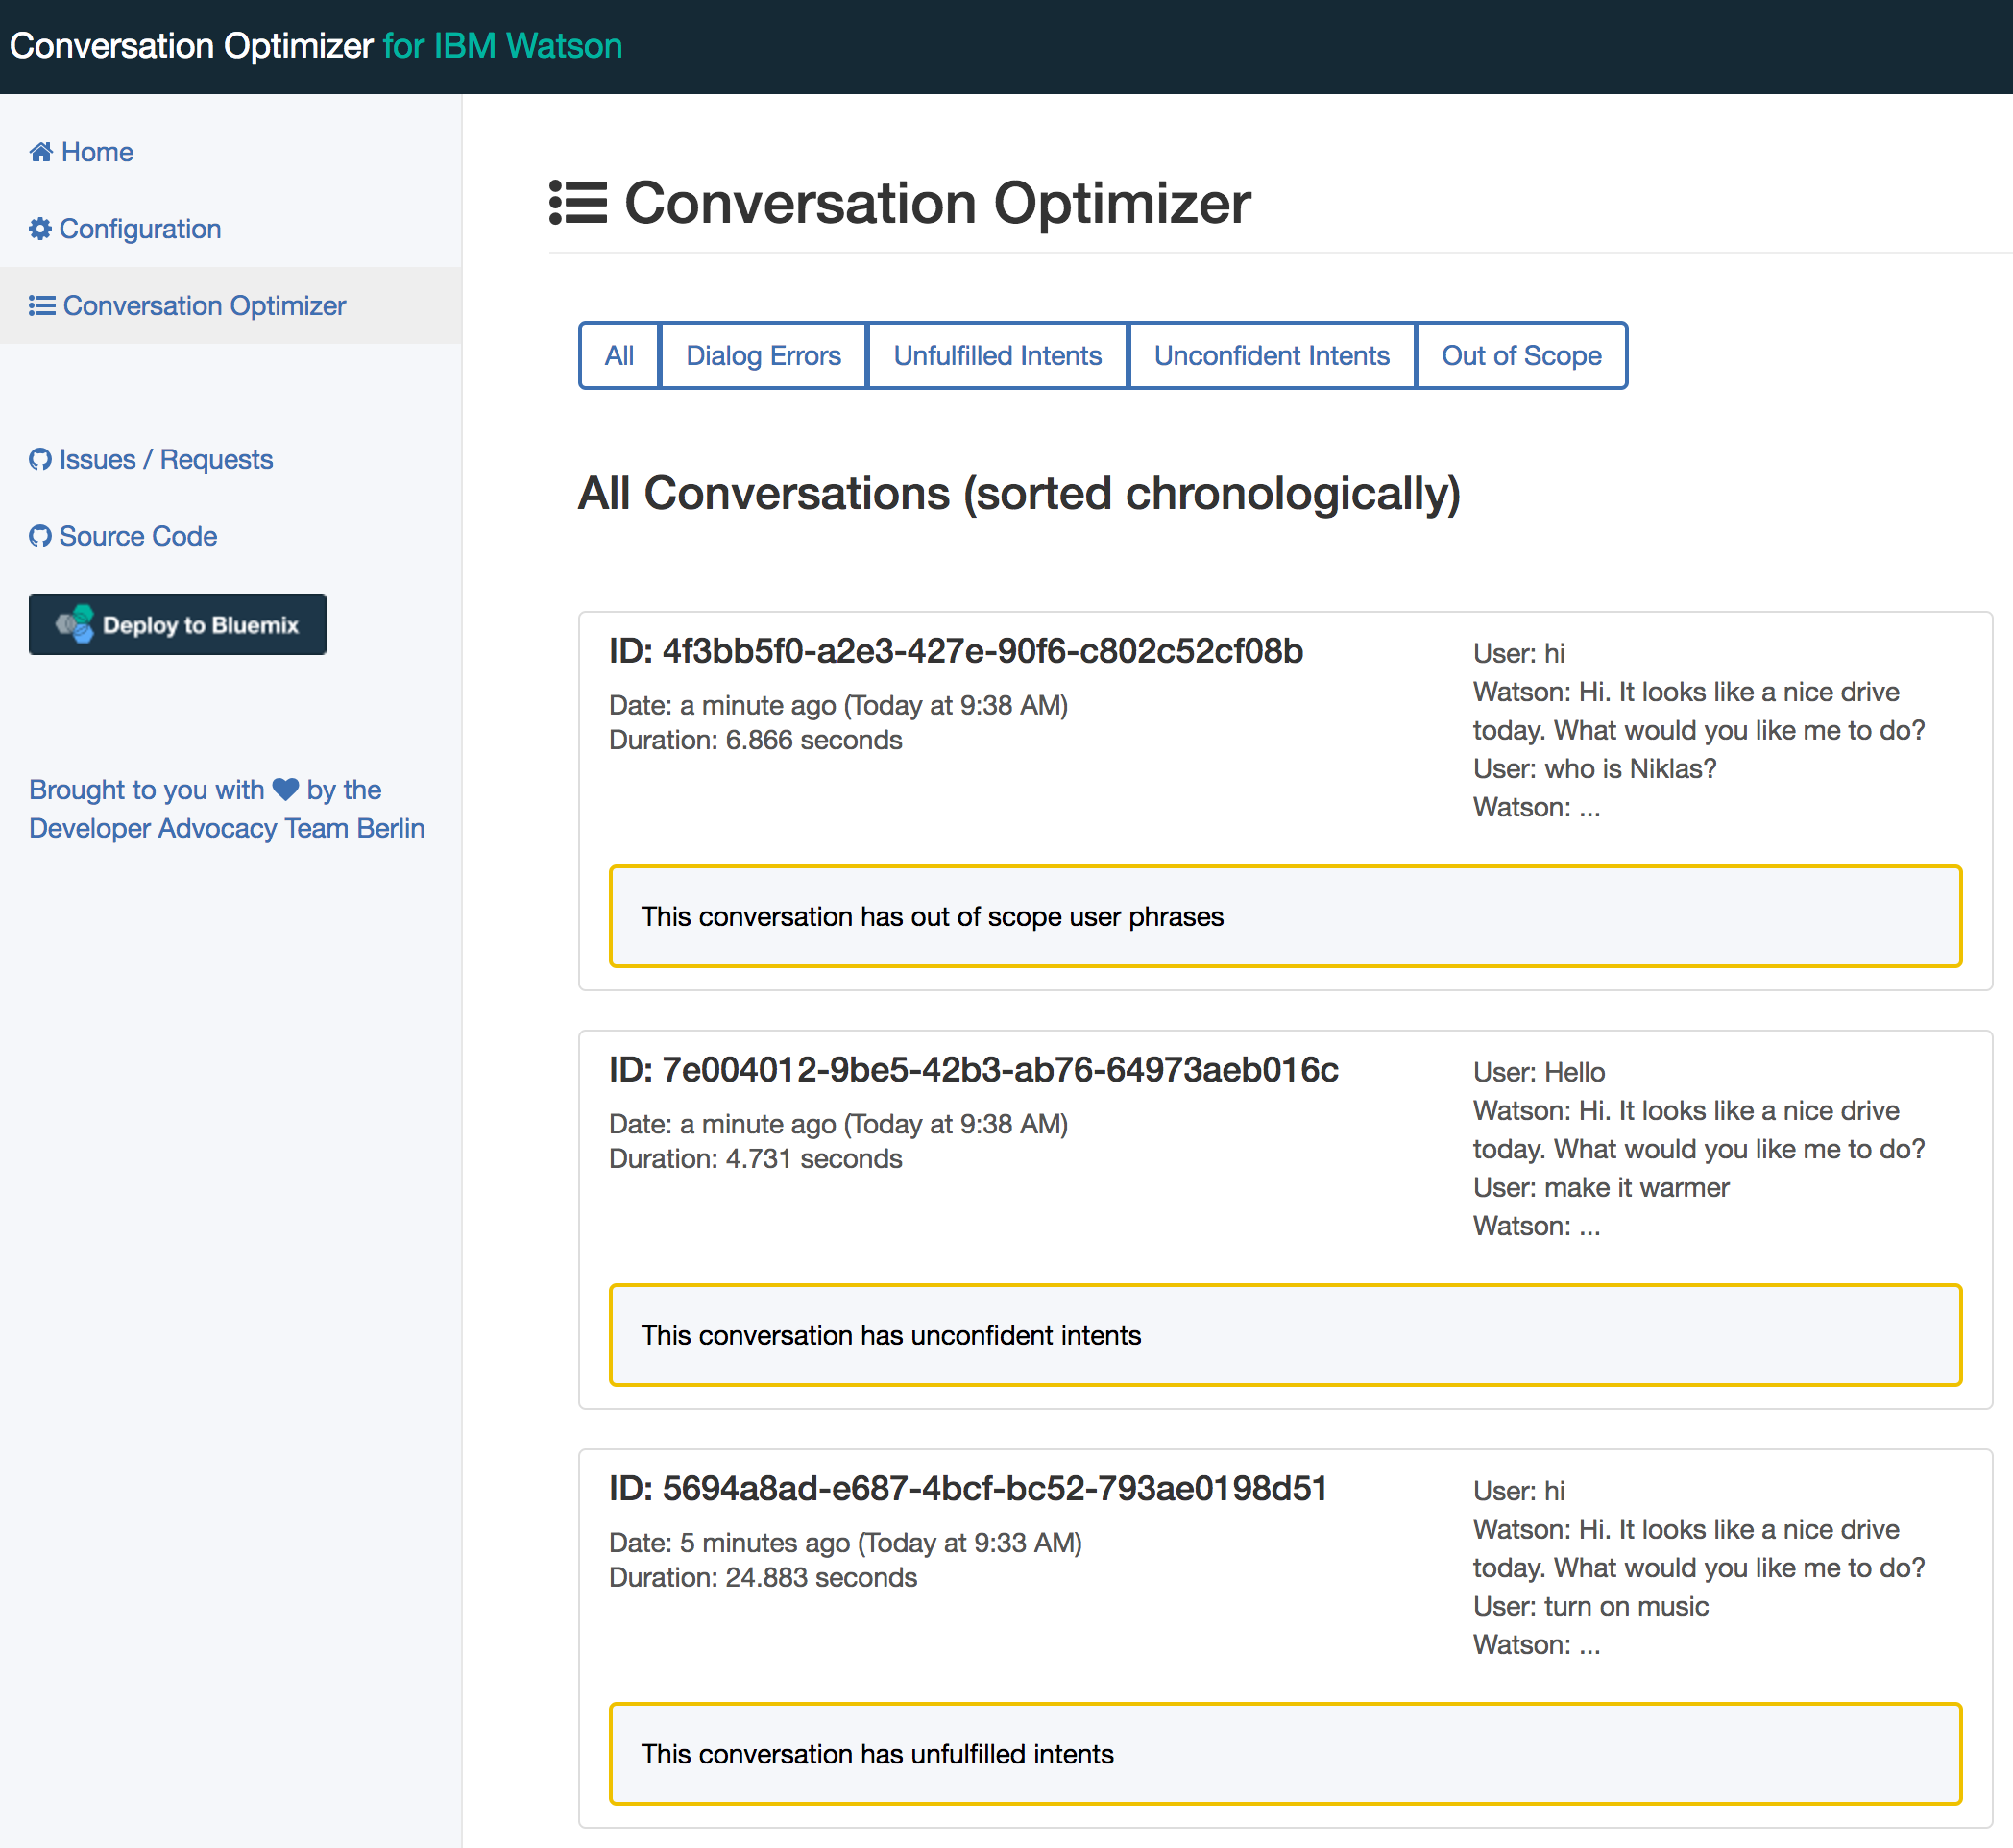 Conversation Optimizer for IBM Watson
Home
Configuration
Conversation Optimizer
Issues / Requests
Source Code
Deploy to Bluemix
Brought to you with by the
Developer Advocacy Team Berlin
Conversation Optimizer
All
Dialog Errors
Unfulfilled Intents
Unconfident Intents
Out of Scope
All Conversations (sorted chronologically)
ID: 4f3bb5f0-a2e3-427e-90f6-c802c52cf08b
Date: a minute ago (Today at 9:38 AM)
Duration: 6.866 seconds
User: hi
Watson: Hi. It looks like a nice drive
today. What would you like me to do?
User: who is Niklas?
Watson: ...
This conversation has out of scope user phrases
ID: 7e004012-9be5-42b3-ab76-64973aeb016c
Date: a minute ago (Today at 9:38 AM)
Duration: 4.731 seconds
User: Hello
Watson: Hi. It looks like a nice drive
today. What would you like me to do?
User: make it warmer
Watson: ...
This conversation has unconfident intents
ID: 5694a8ad-e687-4bcf-bc52-793ae0198d51
Date: 5 minutes ago (Today at 9:33 AM)
Duration: 24.883 seconds
User: hi
Watson: Hi. It looks like a nice drive
today. What would you like me to do?
User: turn on music
Watson: ...
This conversation has unfulfilled intents